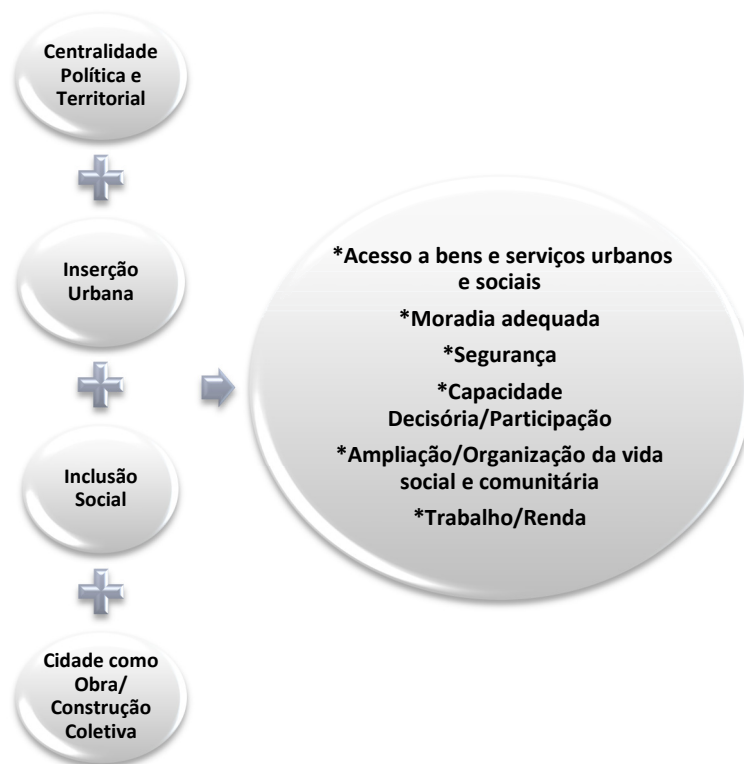 Centralidade
Política e
Territorial
Inserção
Urbana
Inclusão
Social
Cidade como
Obra/
Construção
Coletiva
*Acesso a bens e serviços urbanos
e sociais
*Moradia adequada
*Segurança
*Capacidade
Decisória/Participação
*Ampliação/Organização da vida
social e comunitária
*Trabalho/Renda